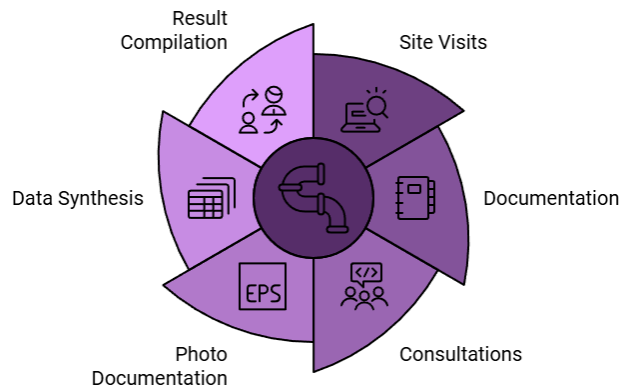 Result
Compilation
Site Visits
Data Synthesis
Documentation
</>
EPS
Photo
Documentation
Consultations